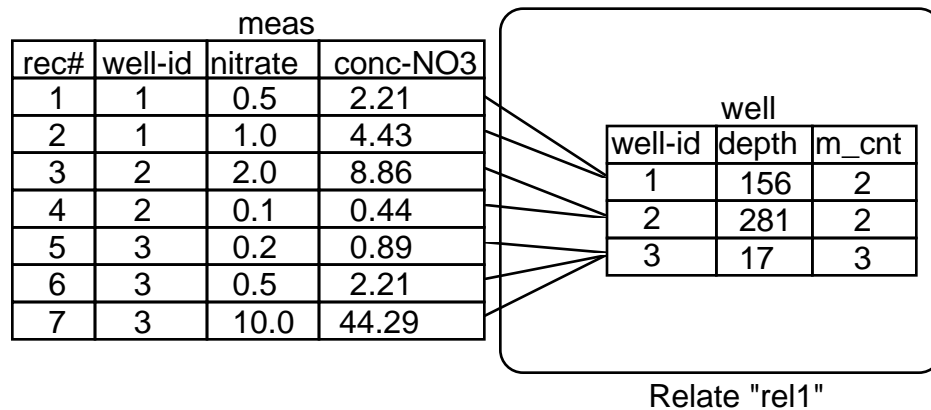 meas
rec# well-id nitrate conc-NO3
1 1 0.5 2.21
2 1 1.0 4.43
3 2 2.0 8.86
4 2 0.1 0.44
5 3 0.2 0.89
6 3 0.5 2.21
7 3 10.0 44.29
well
well-id depth m_cnt
1 156 2
2 281 2
3 17 3
Relate "rel1"